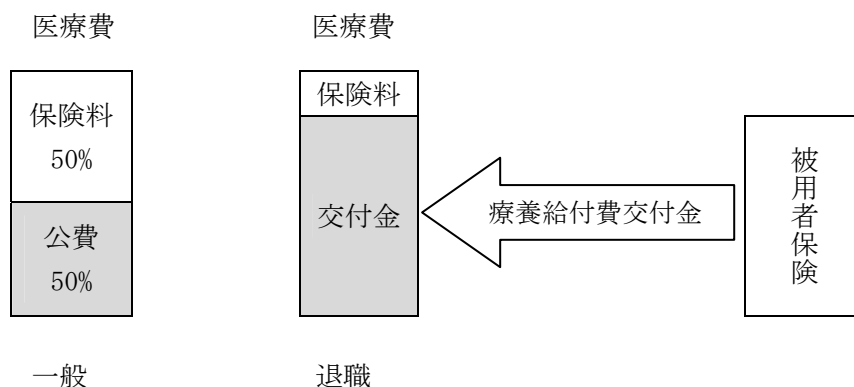 医療費
保険料
50%
公費
50%
一般
医療費
保険料
交付金
退職
療養給付費交付金
被用者保険